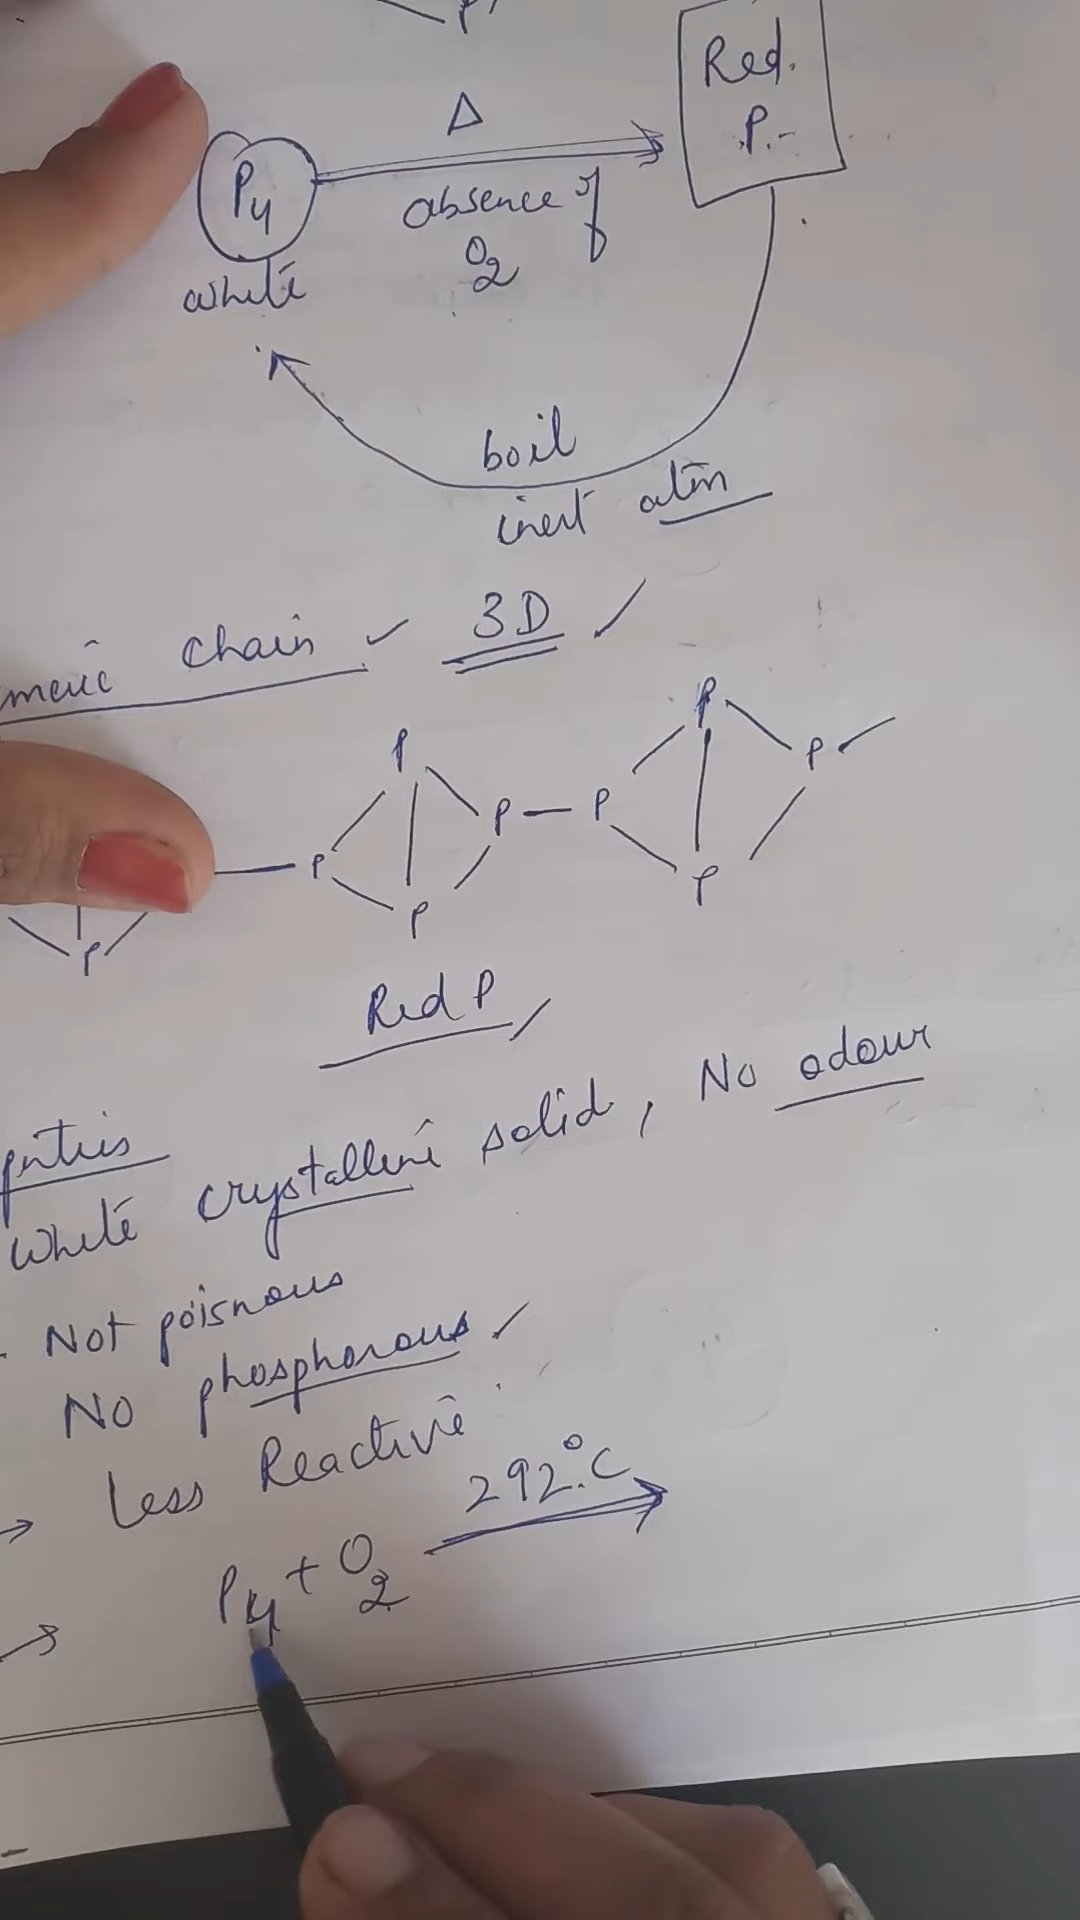 P
Red.
P.-
Δ
P4
absence of
O2
white
boil
inert atm
meric chain ✓ 3D ✓
P P
P P — P P
P P
P
Red P
White crystalline solid, No odour
. Not poisnous
No phosphorous ✓
→ Less Reactive
292°C
→ P4 + O2 →